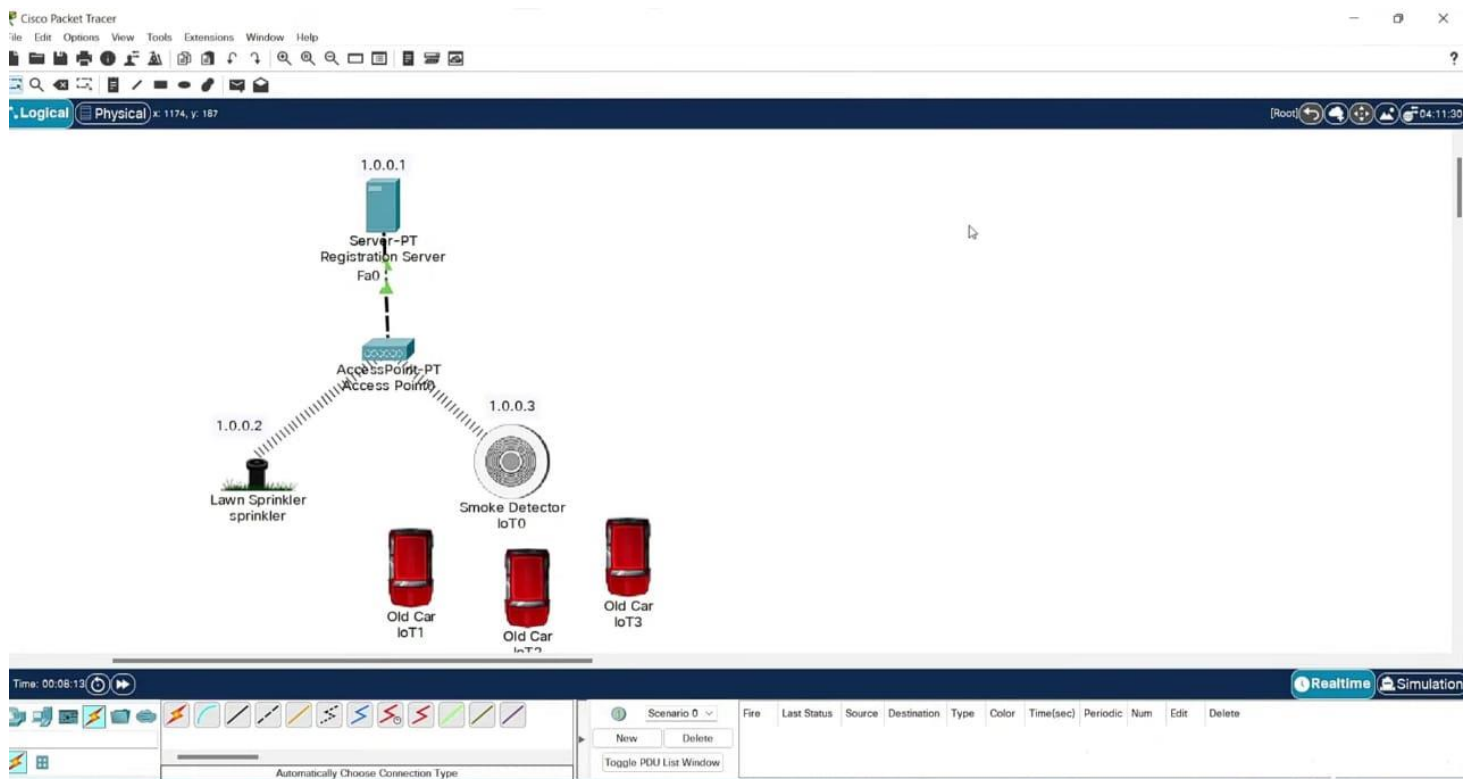 Cisco Packet Tracer
File Edit Options View Tools Extensions Window Help
?
Logical Physical x: 1174, y: 187 [Root] 04:11:30
1.0.0.1
Server-PT
Registration Server
Fa0
AccessPoint-PT
Access Point0
1.0.0.3
1.0.0.2
Lawn Sprinkler
sprinkler
Smoke Detector
IoT0
Old Car
IoT1
Old Car
IoT2
Old Car
IoT3
Time: 00:08:13 Realtime Simulation
Scenario 0 Fire Last Status Source Destination Type Color Time(sec) Periodic Num Edit Delete
New Delete
Toggle PDU List Window
Automatically Choose Connection Type